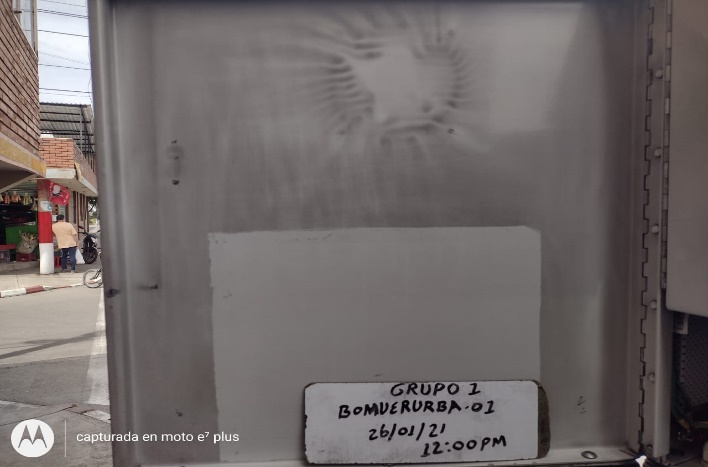 GRUPO 1
BOMVERURBA-01
26/01/21
12:00PM
capturada en moto e⁷ plus